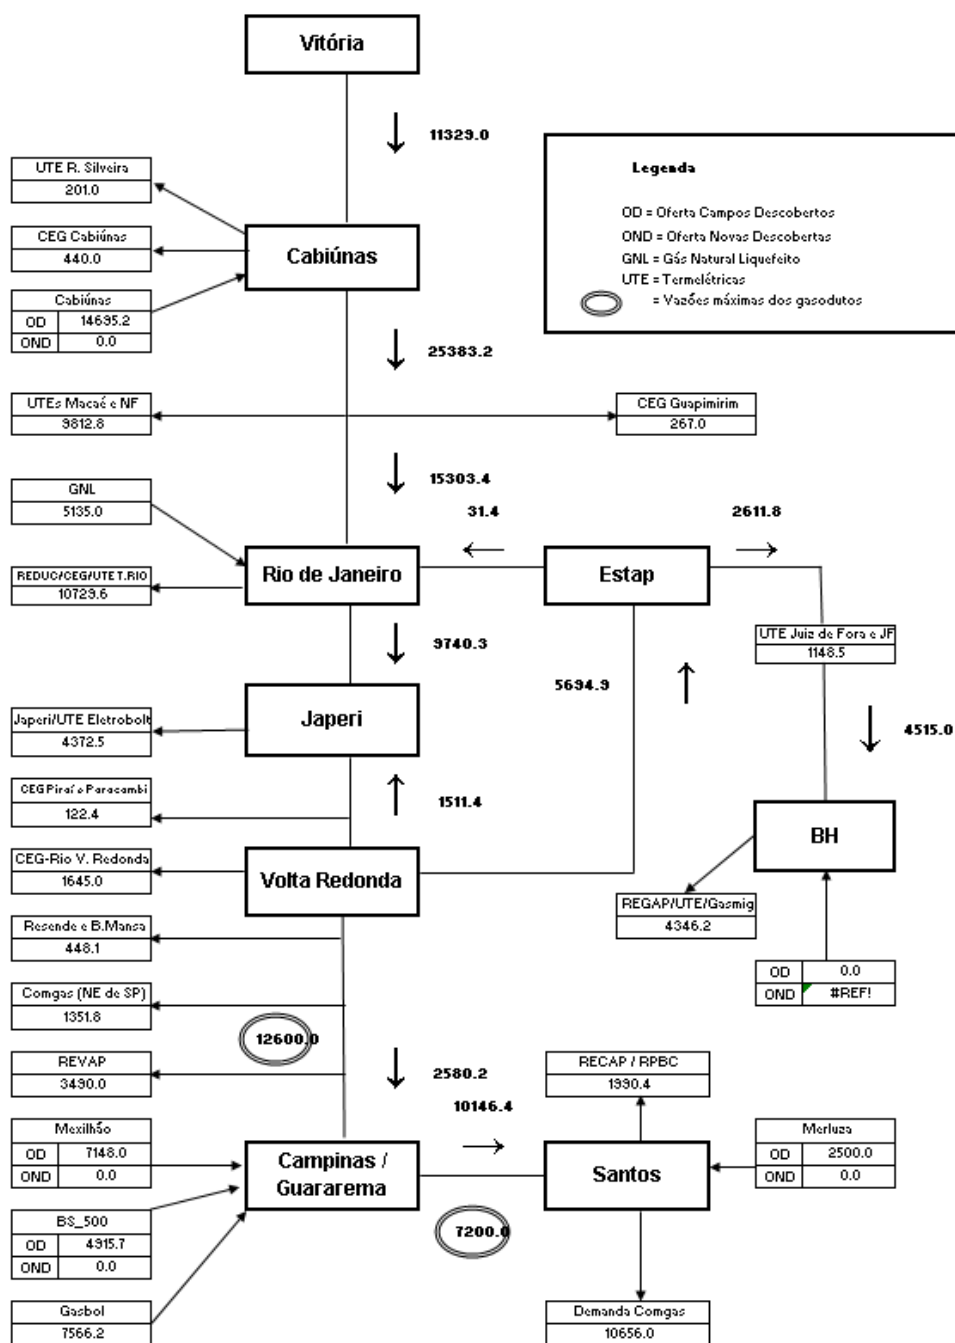 Vitória
11329.0
Legenda
OD = Oferta Campos Descobertos
OND = Oferta Novas Descobertas
GNL = Gás Natural Liquefeito
UTE = Termelétricas
= Vazões máximas dos gasodutos
UTE R. Silveira
201.0
CEG Cabiúnas
440.0
Cabiúnas
Cabiúnas
OD 14695.2
OND 0.0
25383.2
UTEs Macaé e NF
9812.8
CEG Guapimirim
267.0
15303.4
GNL
5135.0
31.4
2611.8
Rio de Janeiro
Estap
REDUC/CEG/UTE T.RIO
10729.6
9740.3
UTE Juiz de Fora e JF
1148.5
5694.9
Japeri
Japeri/UTE Eletrobolt
4372.5
4515.0
CEG Piraí e Paracambi
122.4
1511.4
BH
CEG-Rio V. Redonda
1645.0
Volta Redonda
REGAP/UTE/Gasmig
4346.2
Resende e B.Mansa
448.1
OD 0.0
OND #REF!
Comgas (NE de SP)
1351.8
12600.0
REVAP
3490.0
2580.2
RECAP / RPBC
1990.4
10146.4
Mexilhão
OD 7148.0
OND 0.0
Campinas /
Guararema
Santos
Merluza
OD 2500.0
OND 0.0
BS_500
OD 4915.7
OND 0.0
7200.0
Gasbol
7566.2
Demanda Comgas
10656.0